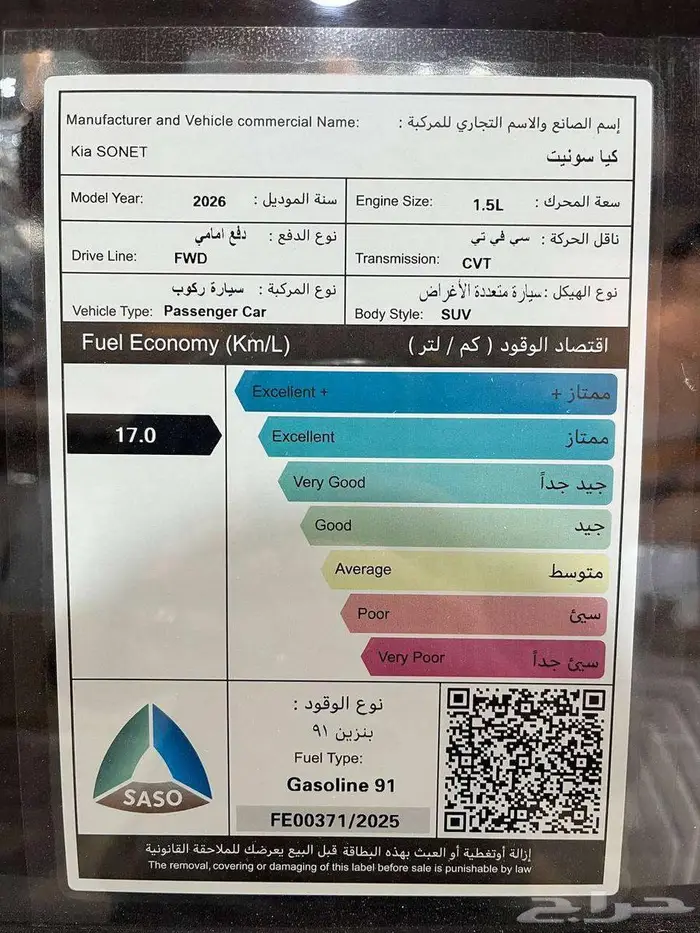 Manufacturer and Vehicle commercial Name: إسم الصانع والاسم التجاري للمركبة :
Kia SONET كيا سونيت
Model Year: 2026 سنة الموديل :
Engine Size: 1.5L سعة المحرك :
نوع الدفع : دفع امامي
Drive Line: FWD
ناقل الحركة : سي في تي
Transmission: CVT
نوع المركبة : سيارة ركوب
Vehicle Type: Passenger Car
نوع الهيكل : سيارة متعددة الأغراض
Body Style: SUV
Fuel Economy (Km/L) اقتصاد الوقود ( كم / لتر )
17.0
Excellent + ممتاز +
Excellent ممتاز
Very Good جيد جداً
Good جيد
Average متوسط
Poor سيئ
Very Poor سيئ جداً
SASO
نوع الوقود :
بنزين ٩١
Fuel Type:
Gasoline 91
FE00371/2025
إزالة أوتغطية أو العبث بهذه البطاقة قبل البيع يعرضك للملاحقة القانونية
The removal, covering or damaging of this label before sale is punishable by law
حراج